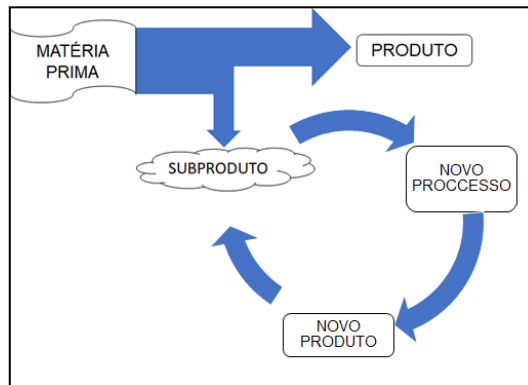 MATÉRIA
PRIMA
PRODUTO
SUBPRODUTO
NOVO
PROCCESSO
NOVO
PRODUTO